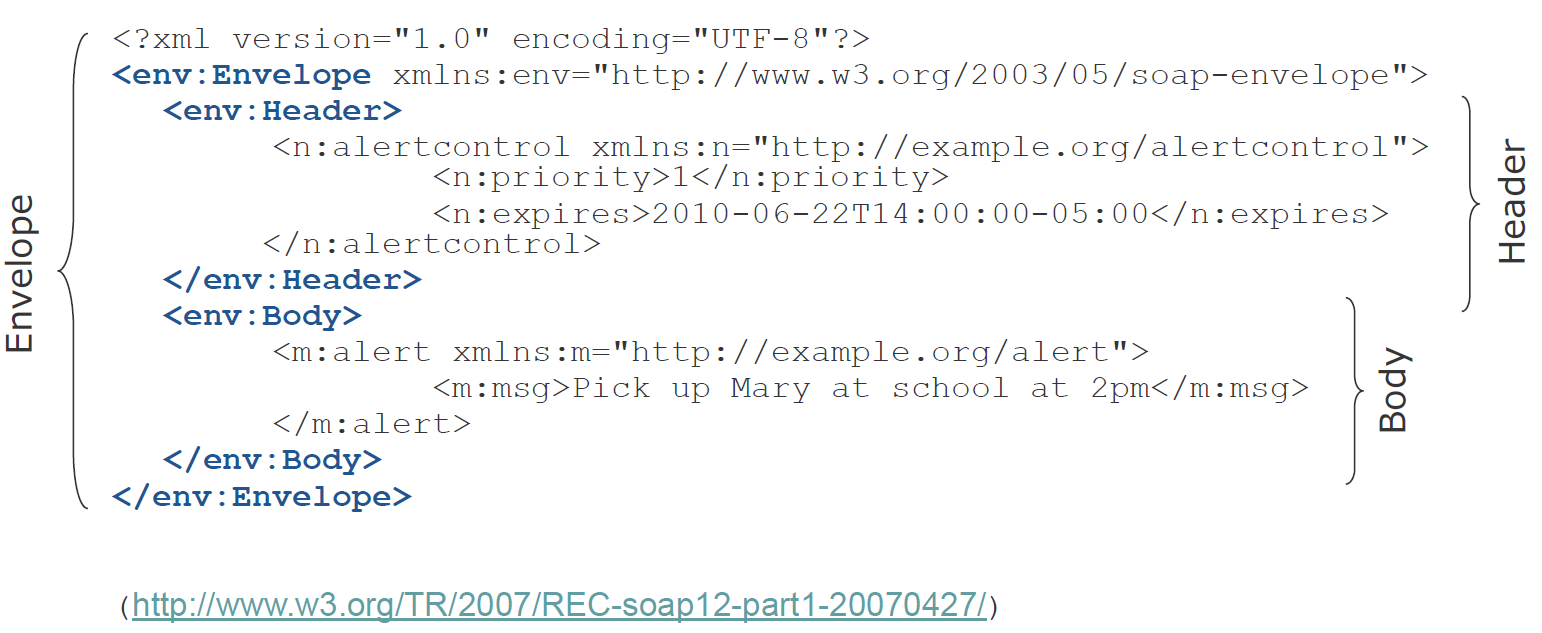 <?xml version="1.0" encoding="UTF-8"?>
<env:Envelope xmlns:env="http://www.w3.org/2003/05/soap-envelope">
<env:Header>
<n:alertcontrol xmlns:n="http://example.org/alertcontrol">
<n:priority>1</n:priority>
<n:expires>2010-06-22T14:00:00-05:00</n:expires>
</n:alertcontrol>
</env:Header>
<env:Body>
<m:alert xmlns:m="http://example.org/alert">
<m:msg>Pick up Mary at school at 2pm</m:msg>
</m:alert>
</env:Body>
</env:Envelope>
Envelope
Header
Body
(http://www.w3.org/TR/2007/REC-soap12-part1-20070427/)